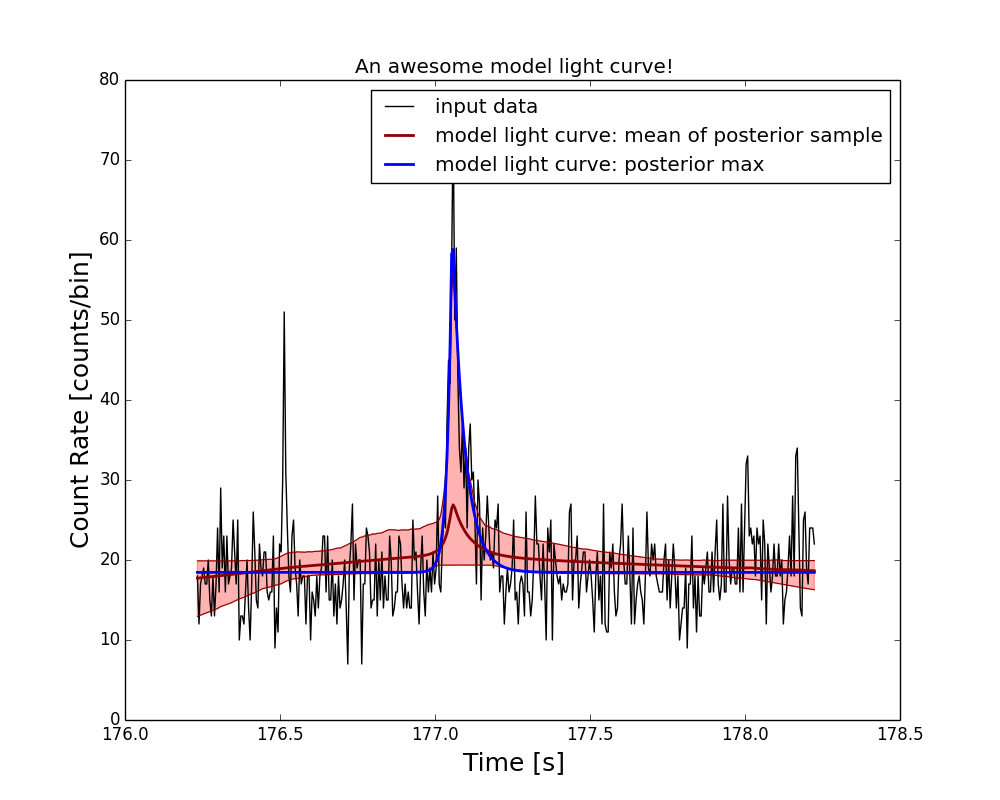 An awesome model light curve!
input data
model light curve: mean of posterior sample
model light curve: posterior max
Count Rate [counts/bin]
80
70
60
50
40
30
20
10
0
176.0 176.5 177.0 177.5 178.0 178.5
Time [s]